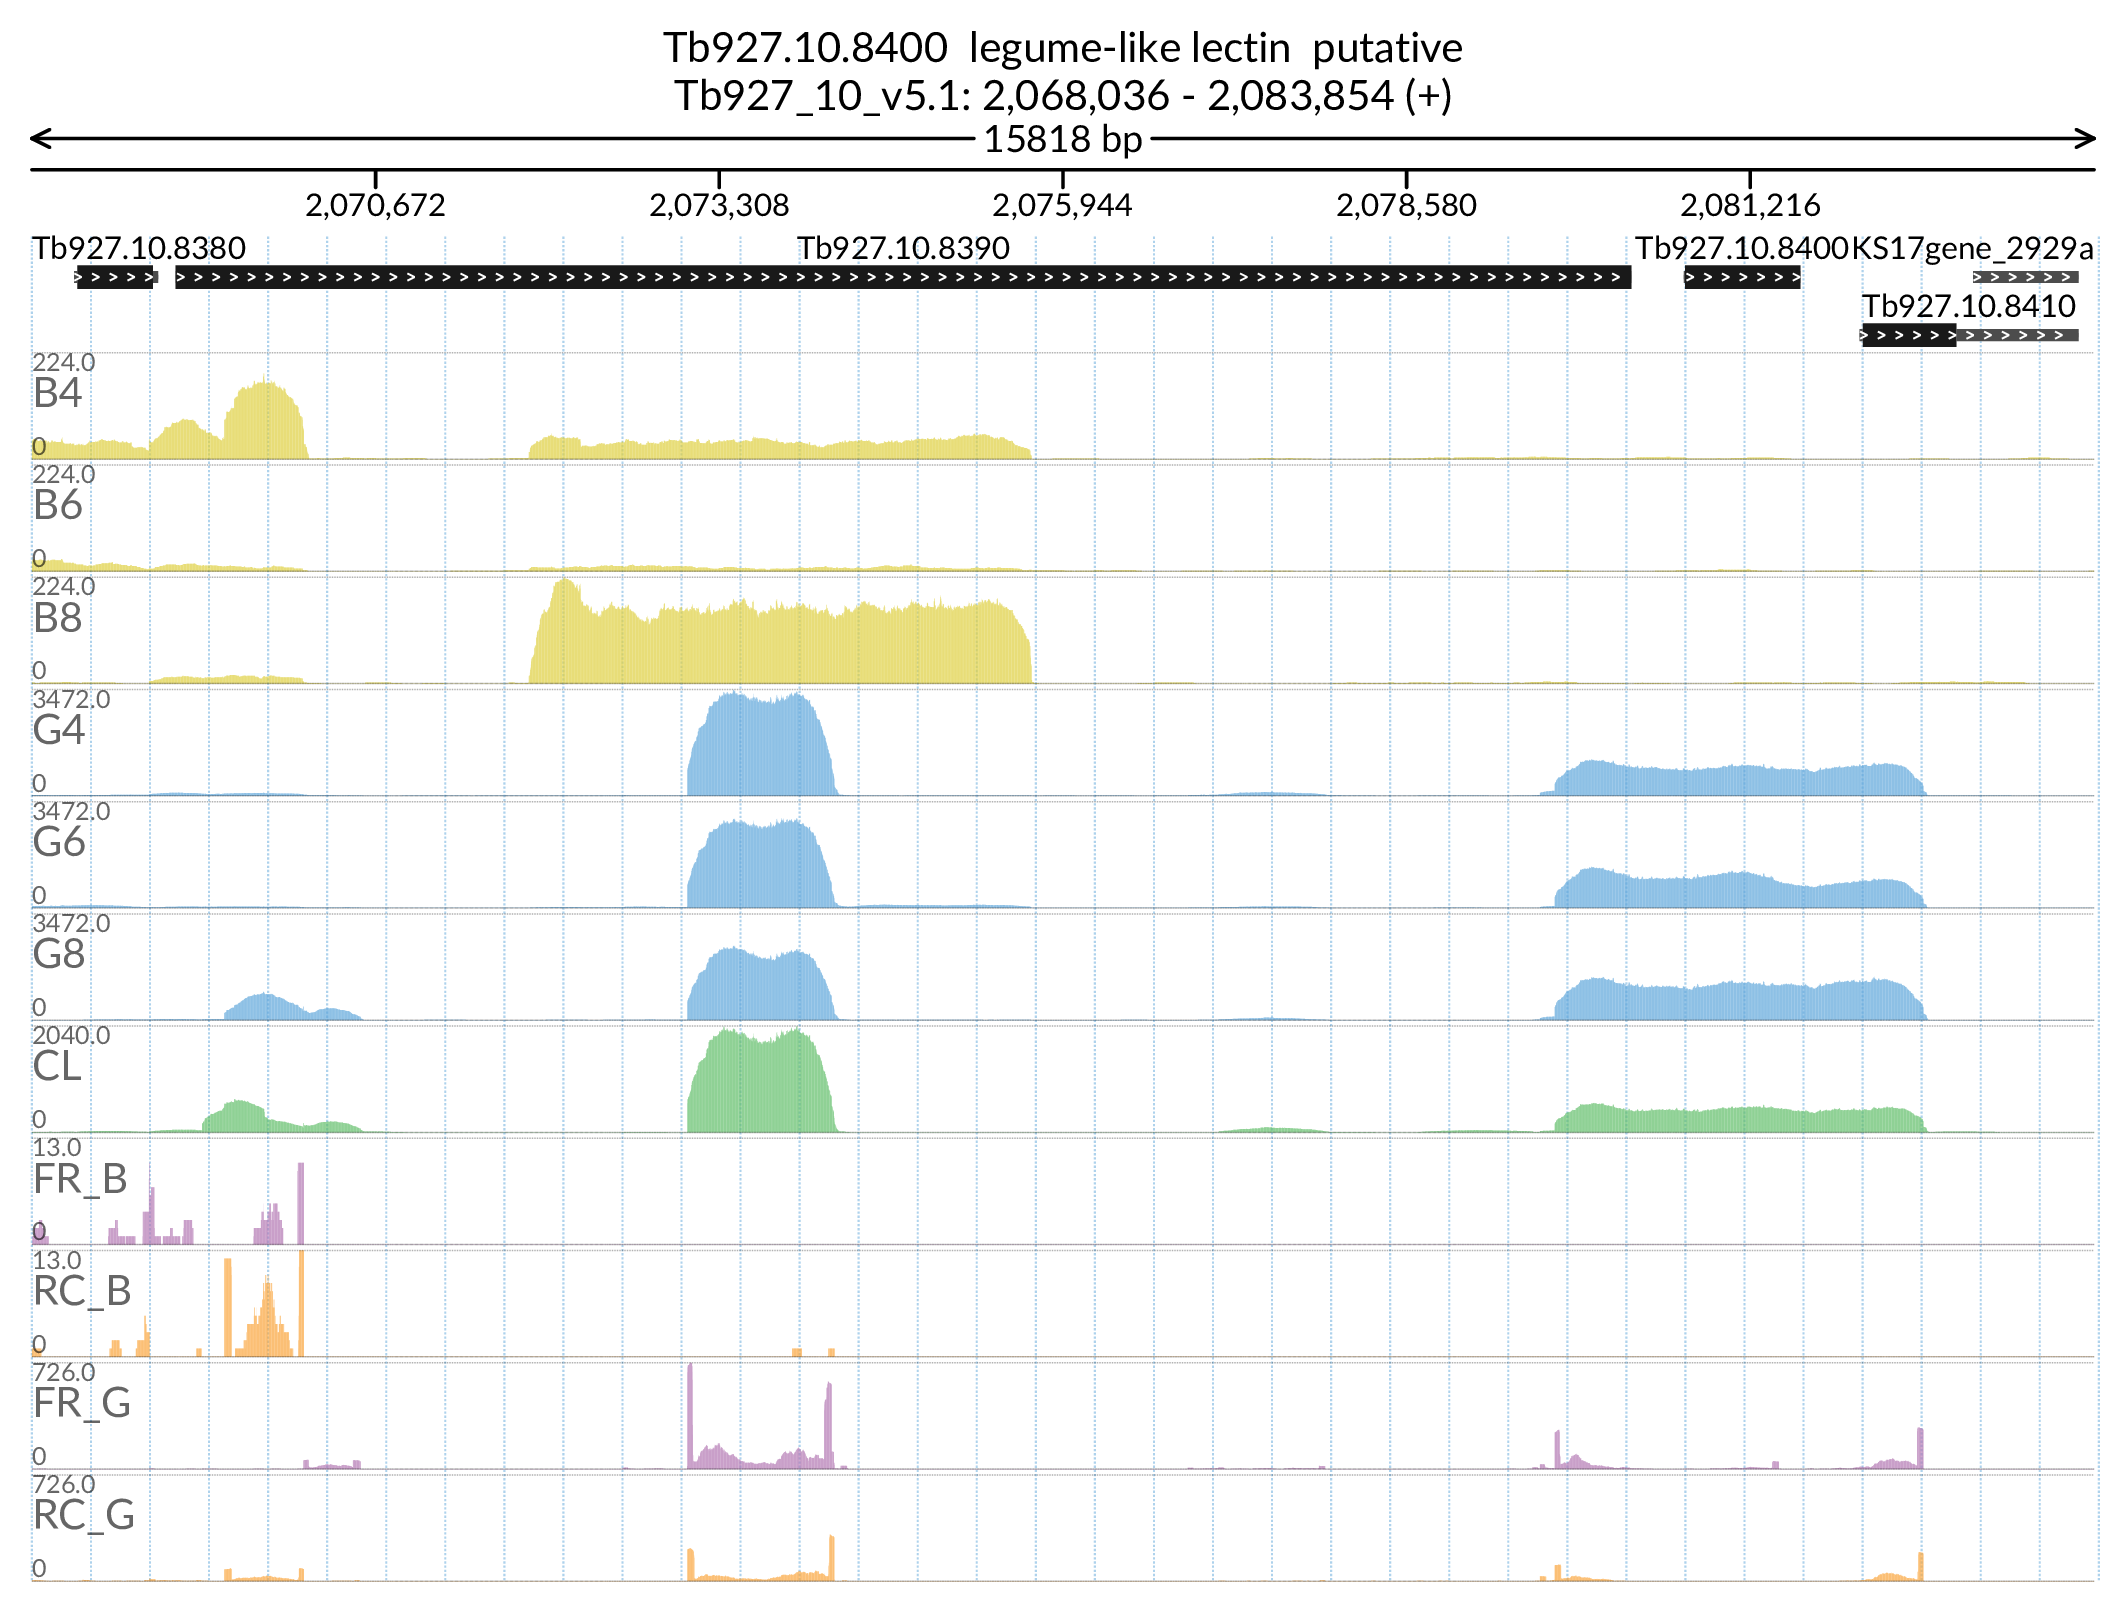 Tb927.10.8400  legume-like lectin  putative
Tb927_10_v5.1: 2,068,036 - 2,083,854 (+)
15818 bp
2,070,672 2,073,308 2,075,944 2,078,580 2,081,216
Tb927.10.8380 Tb927.10.8390 Tb927.10.8400 KS17gene_2929a
Tb927.10.8410
224.0
B4
0
224.0
B6
0
224.0
B8
0
3472.0
G4
0
3472.0
G6
0
3472.0
G8
0
2040.0
CL
0
13.0
FR_B
0
13.0
RC_B
0
726.0
FR_G
0
726.0
RC_G
0